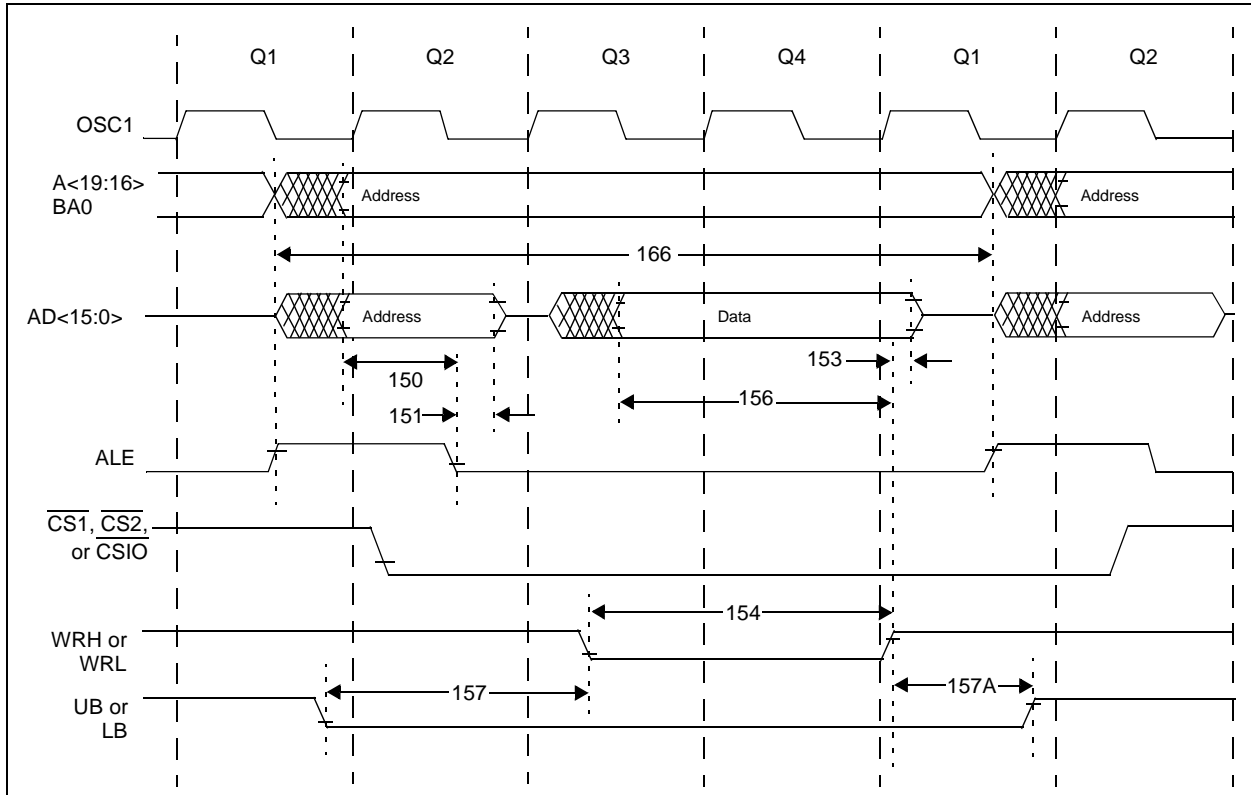 Q1 Q2 Q3 Q4 Q1 Q2
OSC1
A<19:16>
BA0
Address
Address
166
AD<15:0>
Address
Data
Address
153
150
156
151
ALE
CS1, CS2,
or CSIO
154
WRH or
WRL
157
157A
UB or
LB